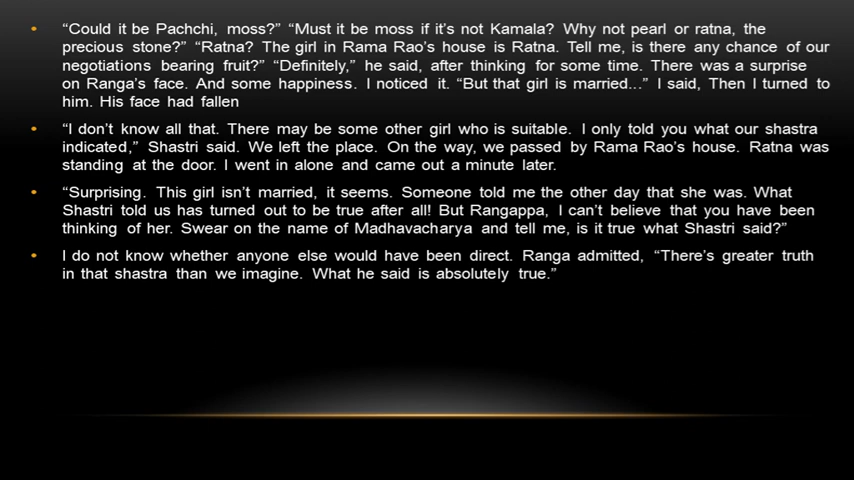 • “Could it be Pachchi, moss?” “Must it be moss if it’s not Kamala? Why not pearl or ratna, the
precious stone?” “Ratna? The girl in Rama Rao’s house is Ratna. Tell me, is there any chance of our
negotiations bearing fruit?” “Definitely,” he said, after thinking for some time. There was a surprise
on Ranga’s face. And some happiness. I noticed it. “But that girl is married...” I said, Then I turned to
him. His face had fallen
• “I don’t know all that. There may be some other girl who is suitable. I only told you what our shastra
indicated,” Shastri said. We left the place. On the way, we passed by Rama Rao’s house. Ratna was
standing at the door. I went in alone and came out a minute later.
• “Surprising. This girl isn’t married, it seems. Someone told me the other day that she was. What
Shastri told us has turned out to be true after all! But Rangappa, I can’t believe that you have been
thinking of her. Swear on the name of Madhavacharya and tell me, is it true what Shastri said?”
• I do not know whether anyone else would have been direct. Ranga admitted, “There’s greater truth
in that shastra than we imagine. What he said is absolutely true.”